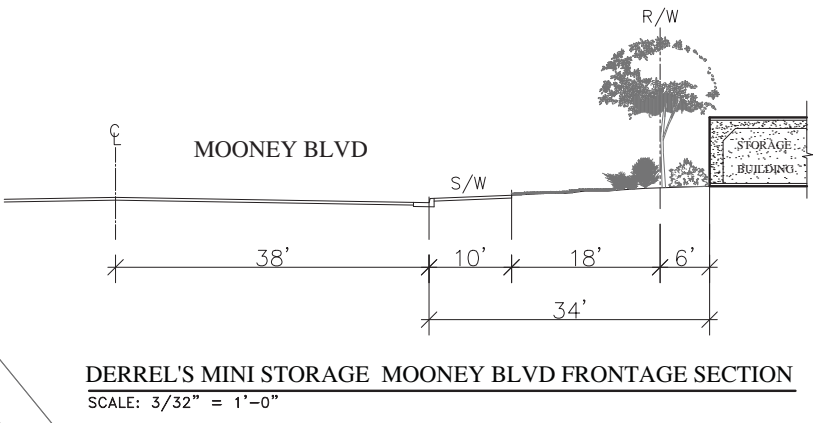 R/W
℄
MOONEY BLVD
STORAGE
BUILDING
S/W
38' 10' 18' 6'
34'
DERREL'S MINI STORAGE MOONEY BLVD FRONTAGE SECTION
SCALE: 3/32" = 1'-0"